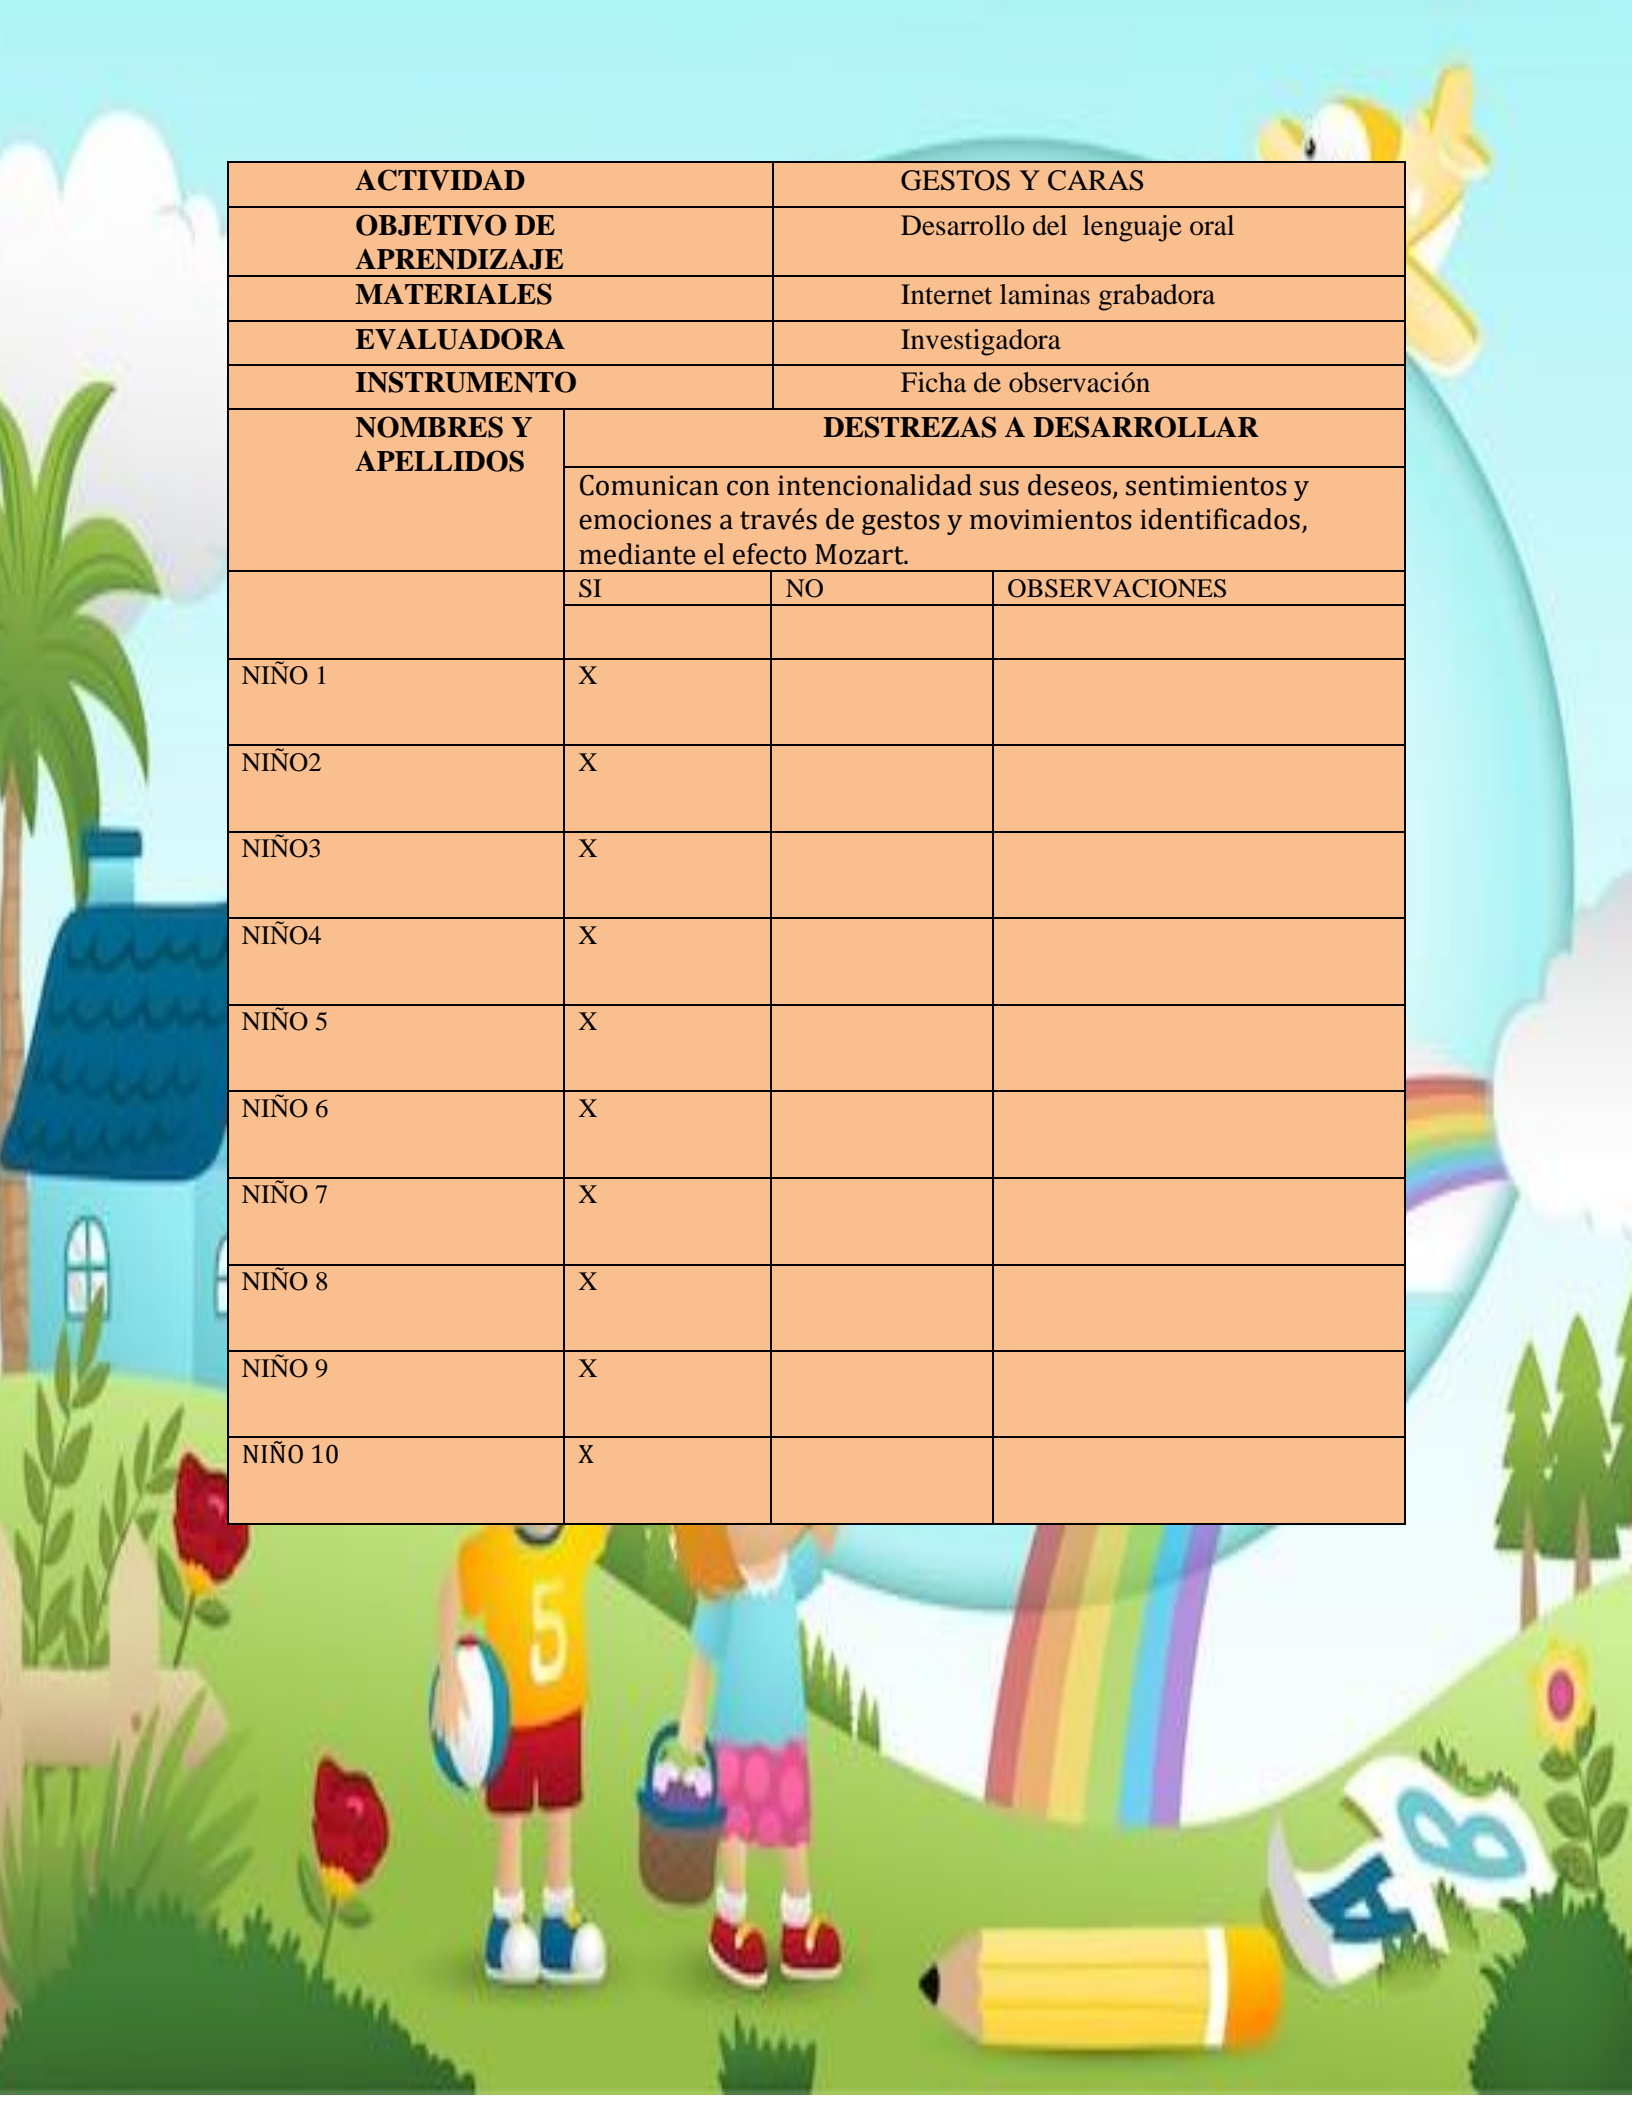 ACTIVIDAD GESTOS Y CARAS
OBJETIVO DE Desarrollo del  lenguaje oral
APRENDIZAJE
MATERIALES Internet laminas grabadora
EVALUADORA Investigadora
INSTRUMENTO Ficha de observación
NOMBRES Y DESTREZAS A DESARROLLAR
APELLIDOS
Comunican con intencionalidad sus deseos, sentimientos y
emociones a través de gestos y movimientos identificados,
mediante el efecto Mozart.
SI NO OBSERVACIONES
NIÑO 1 X
NIÑO2 X
NIÑO3 X
NIÑO4 X
NIÑO 5 X
NIÑO 6 X
NIÑO 7 X
NIÑO 8 X
NIÑO 9 X
NIÑO 10 X
5
A B